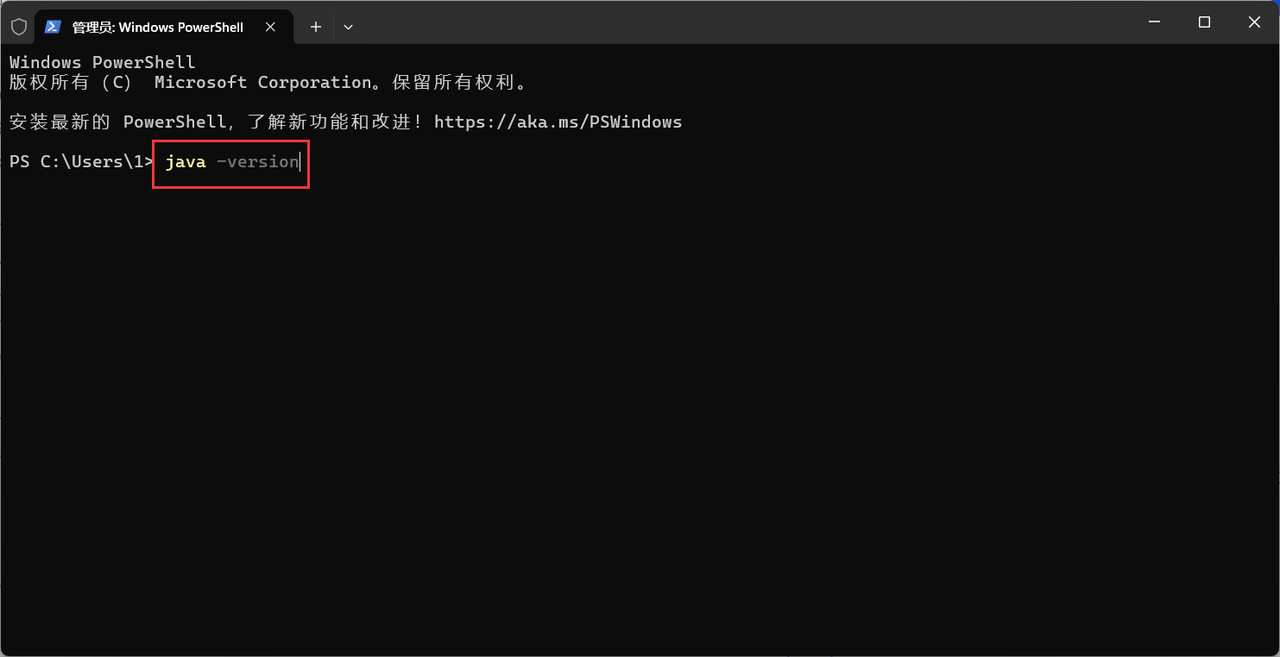 管理员: Windows PowerShell
Windows PowerShell
版权所有 (C) Microsoft Corporation。保留所有权利。
安装最新的 PowerShell，了解新功能和改进！https://aka.ms/PSWindows
PS C:\Users\1> java -version